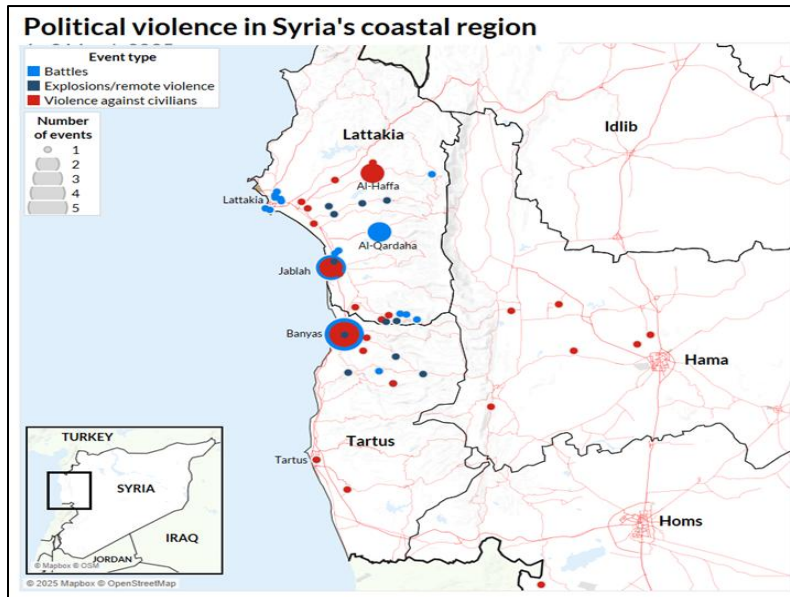 Political violence in Syria's coastal region
Event type
Battles
Explosions/remote violence
Violence against civilians
Number
of events
1
2
3
4
5
Lattakia
Idlib
Al-Haffa
Lattakia
Al-Qardaha
Jablah
Banyas
Hama
Tartus
Tartus
Homs
TURKEY
SYRIA
IRAQ
JORDAN
© Mapbox © OSM
© 2025 Mapbox © OpenStreetMap